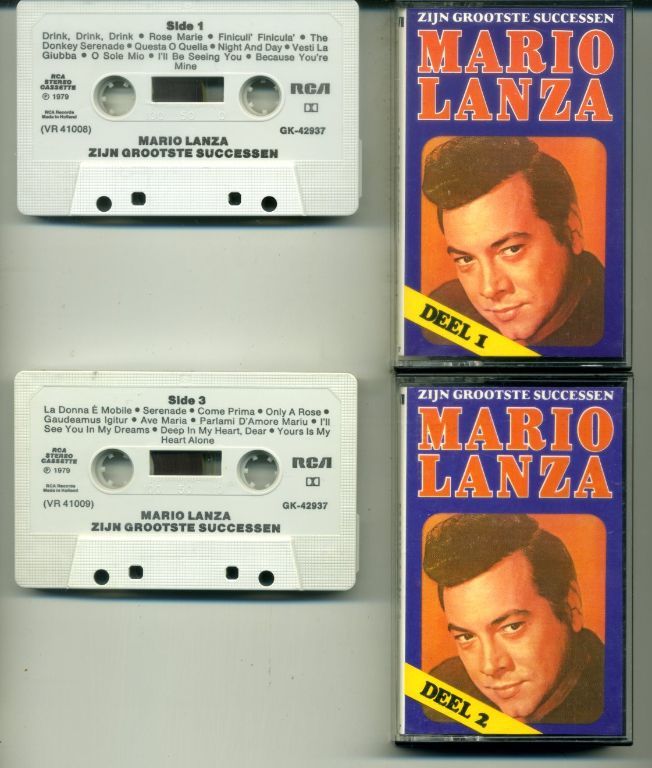 Side 1
Drink, Drink, Drink • Rose Marie • Finiculi' Finicula' • The
Donkey Serenade • Questa O Quella • Night And Day • Vesti La
Giubba • O Sole Mio • I'll Be Seeing You • Because You're
Mine
RCA
STEREO
CASSETTE
℗ 1979
RCA Records
Made in Holland
(VR 41008)
RCA
GK-42937
MARIO LANZA
ZIJN GROOTSTE SUCCESSEN
ZIJN GROOTSTE SUCCESSEN
MARIO
LANZA
DEEL 1
Side 3
La Donna È Mobile • Serenade • Come Prima • Only A Rose •
Gaudeamus Igitur • Ave Maria • Parlami D'Amore Mariu • I'll
See You In My Dreams • Deep In My Heart, Dear • Yours Is My
Heart Alone
RCA
STEREO
CASSETTE
℗ 1979
RCA Records
Made in Holland
(VR 41009)
RCA
GK-42937
MARIO LANZA
ZIJN GROOTSTE SUCCESSEN
ZIJN GROOTSTE SUCCESSEN
MARIO
LANZA
DEEL 2